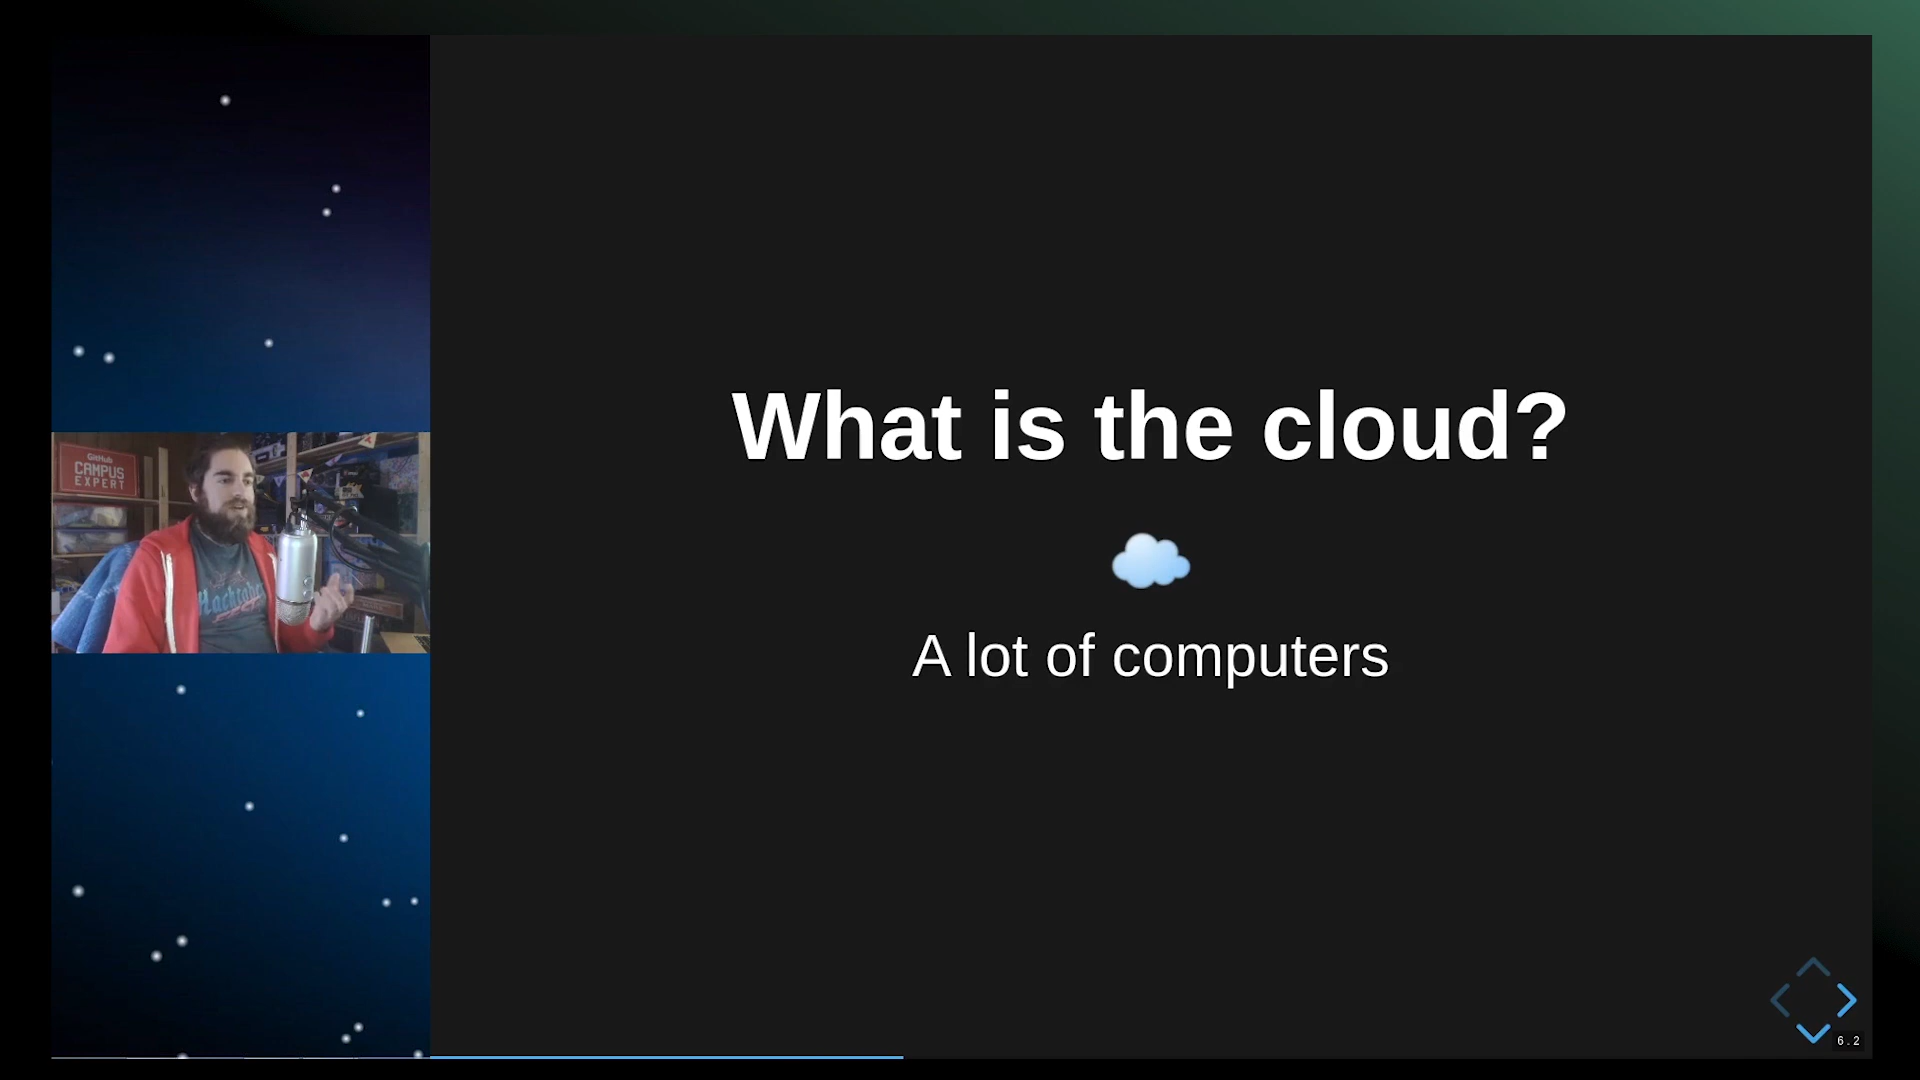 GitHub
CAMPUS
EXPERT
What is the cloud?
A lot of computers
6.2